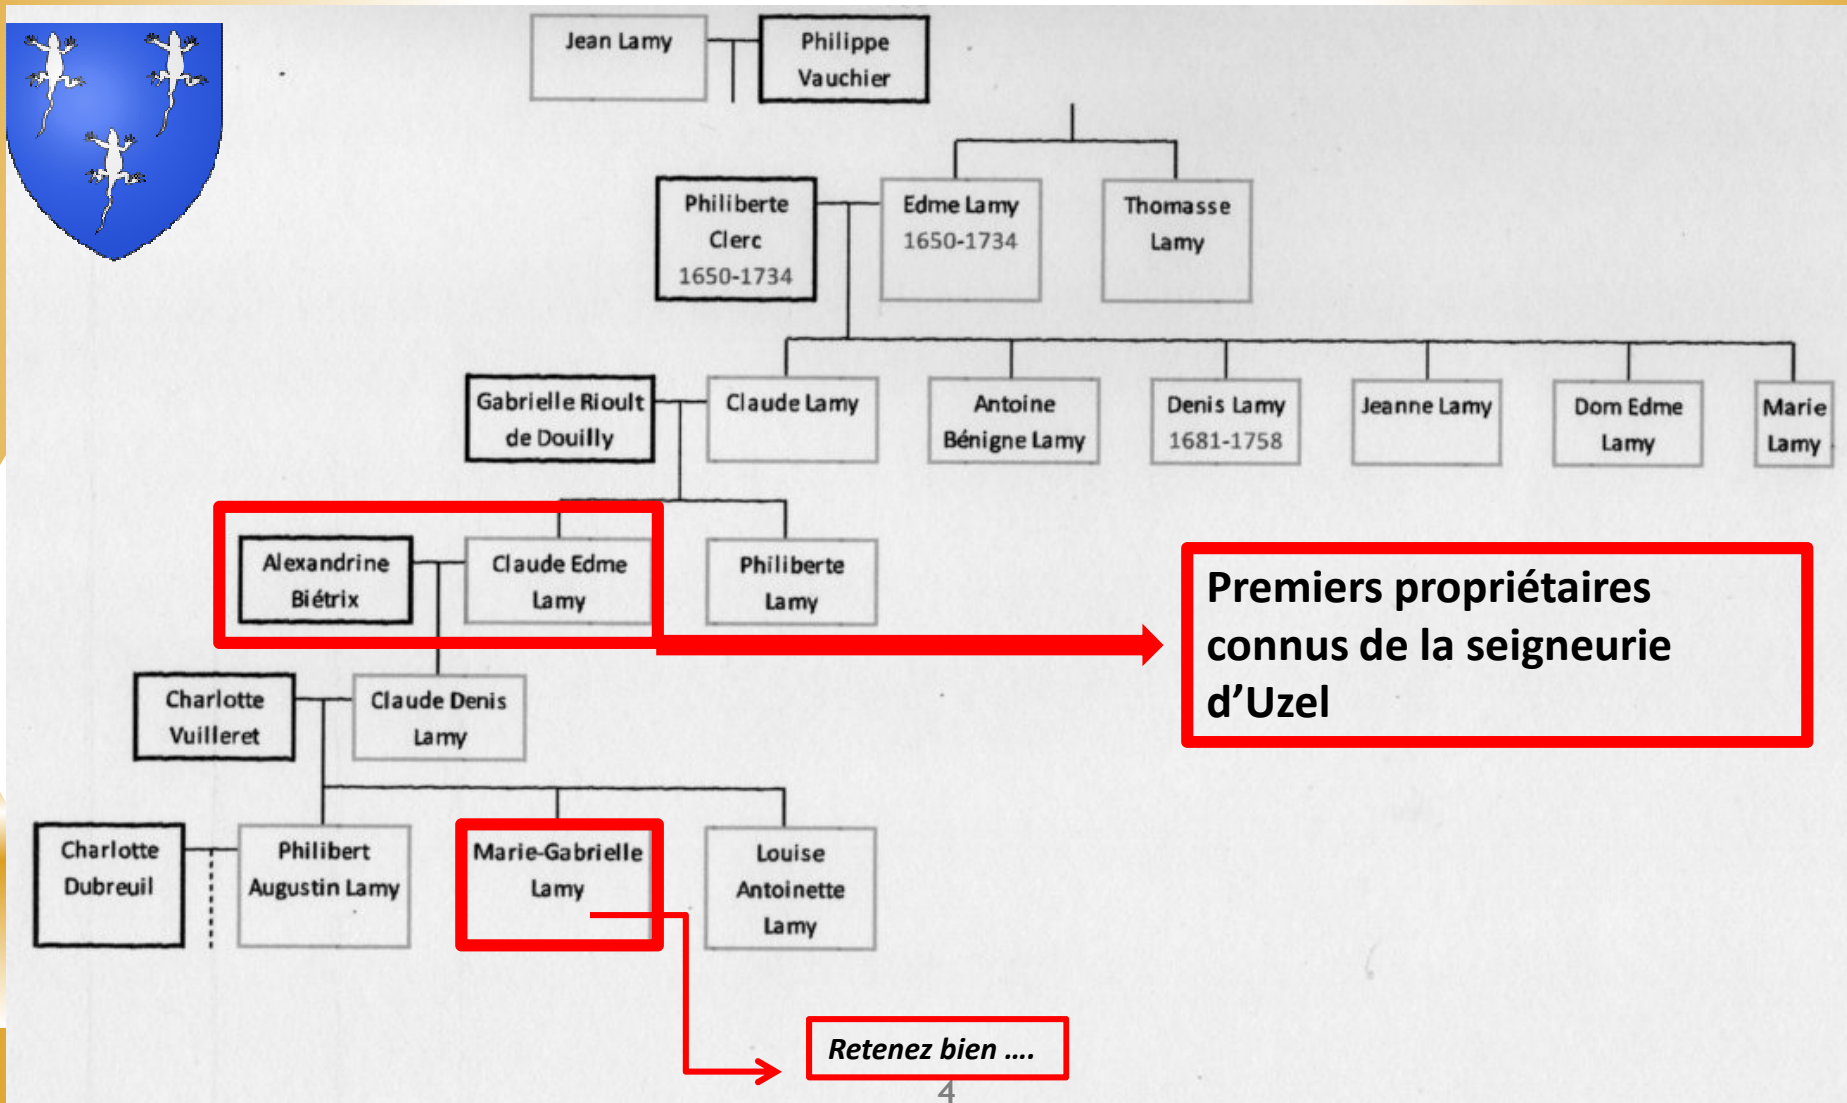 Jean Lamy
Philippe
Vauchier
Philiberte
Clerc
1650-1734
Edme Lamy
1650-1734
Thomasse
Lamy
Gabrielle Rioult
de Douilly
Claude Lamy
Antoine
Bénigne Lamy
Denis Lamy
1681-1758
Jeanne Lamy
Dom Edme
Lamy
Marie
Lamy
Alexandrine
Biétrix
Claude Edme
Lamy
Philiberte
Lamy
Premiers propriétaires
connus de la seigneurie
d’Uzel
Charlotte
Vuilleret
Claude Denis
Lamy
Charlotte
Dubreuil
Philibert
Augustin Lamy
Marie-Gabrielle
Lamy
Louise
Antoinette
Lamy
Retenez bien ....
4